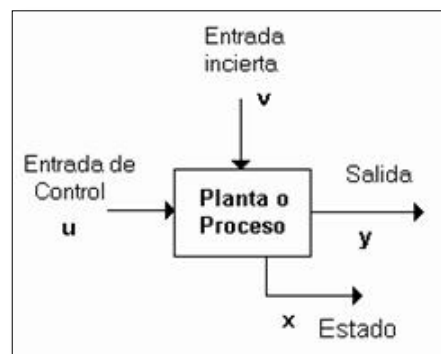 Entrada
incierta
v
Entrada de
Control
u
Planta o
Proceso
Salida
y
x
Estado